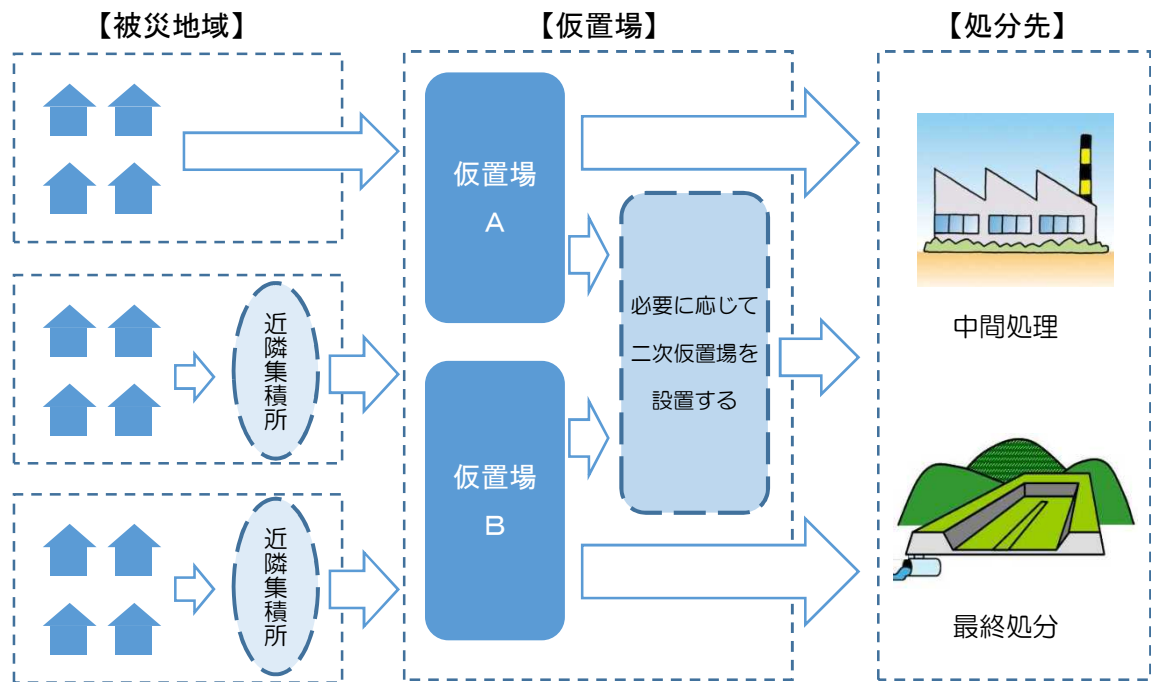 【被災地域】
【仮置場】
【処分先】
仮置場
A
必要に応じて
二次仮置場を
設置する
中間処理
近隣集積所
仮置場
B
近隣集積所
最終処分